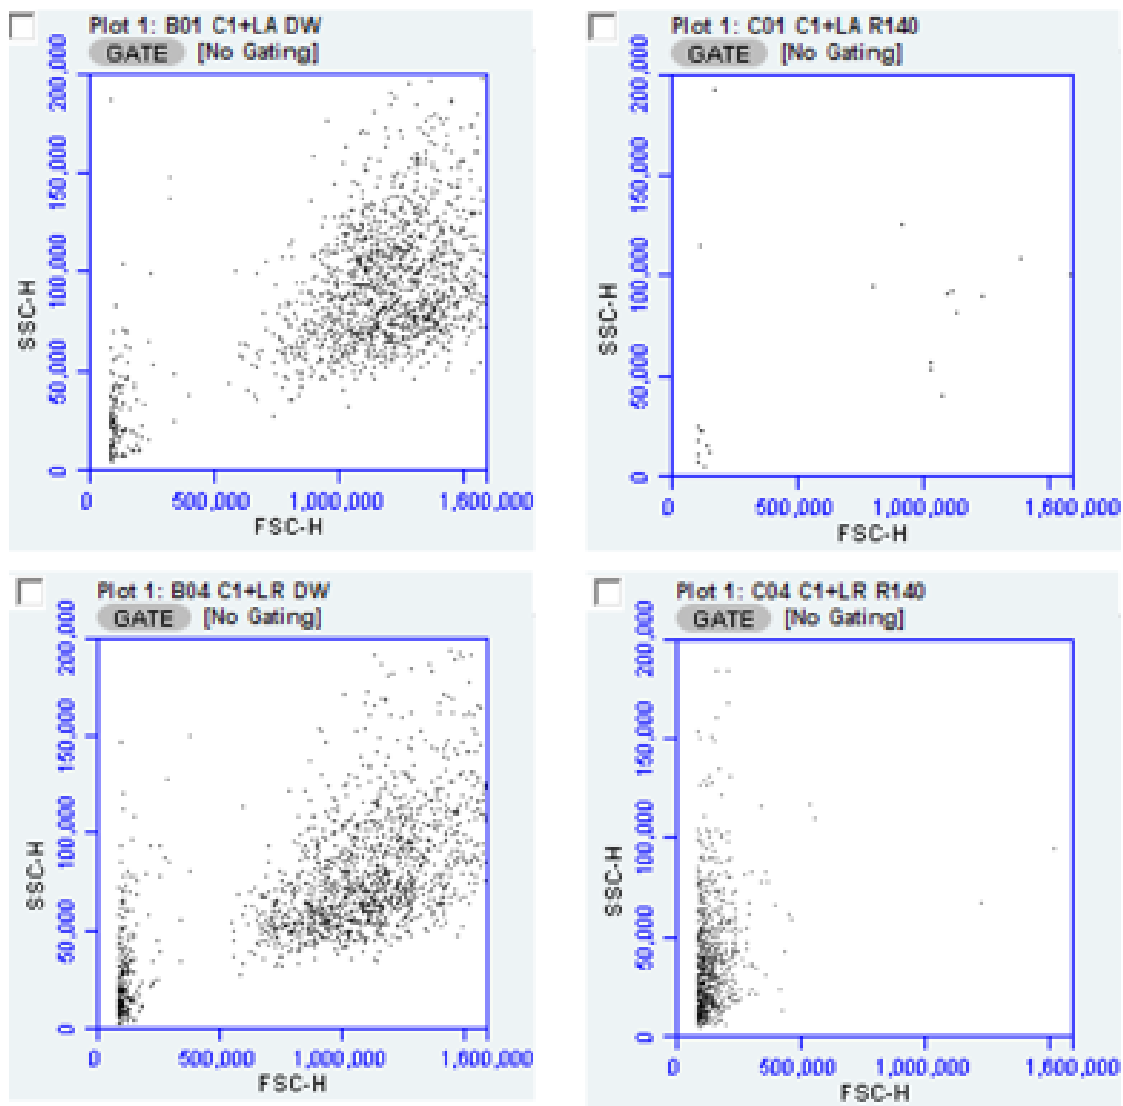 Plot 1: B01 C1+LA DW
GATE [No Gating]
200,000
150,000
100,000
50,000
0
SSC-H
0 500,000 1,000,000 1,600,000
FSC-H
Plot 1: C01 C1+LA R140
GATE [No Gating]
200,000
150,000
100,000
50,000
0
SSC-H
0 500,000 1,000,000 1,600,000
FSC-H
Plot 1: B04 C1+LR DW
GATE [No Gating]
200,000
150,000
100,000
50,000
0
SSC-H
0 500,000 1,000,000 1,600,000
FSC-H
Plot 1: C04 C1+LR R140
GATE [No Gating]
200,000
150,000
100,000
50,000
0
SSC-H
0 500,000 1,000,000 1,600,000
FSC-H